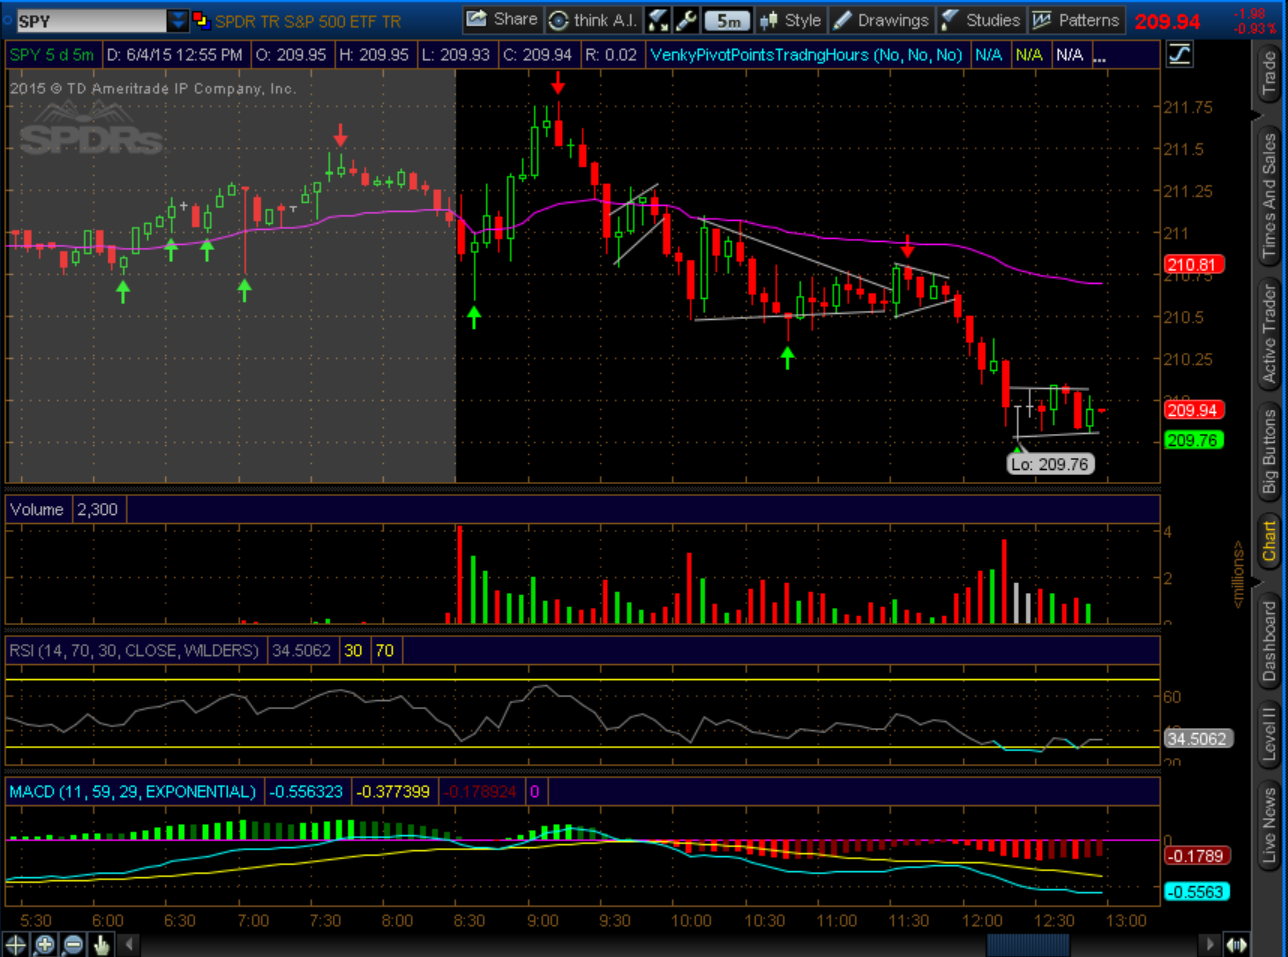 SPY SPDR TR S&P 500 ETF TR Share think A.I. 5m Style Drawings Studies Patterns 209.94 -1.98
-0.93%
SPY 5 d 5m D: 6/4/15 12:55 PM O: 209.95 H: 209.95 L: 209.93 C: 209.94 R: 0.02 VenkyPivotPointsTradngHours (No, No, No) N/A N/A N/A ...
2015 © TD Ameritrade IP Company, Inc.
SPDRs
211.75
211.5
211.25
211
210.81
210.75
210.5
210.25
209.94
209.76
Lo: 209.76
Volume 2,300
4
2
<millions>
RSI (14, 70, 30, CLOSE, WILDERS) 34.5062 30 70
60
34.5062
20
MACD (11, 59, 29, EXPONENTIAL) -0.556323 -0.377399 -0.178924 0
0
-0.1789
-0.5563
5:30 6:00 6:30 7:00 7:30 8:00 8:30 9:00 9:30 10:00 10:30 11:00 11:30 12:00 12:30 13:00
Trade
Times And Sales
Active Trader
Big Buttons
Chart
Dashboard
Level II
Live News